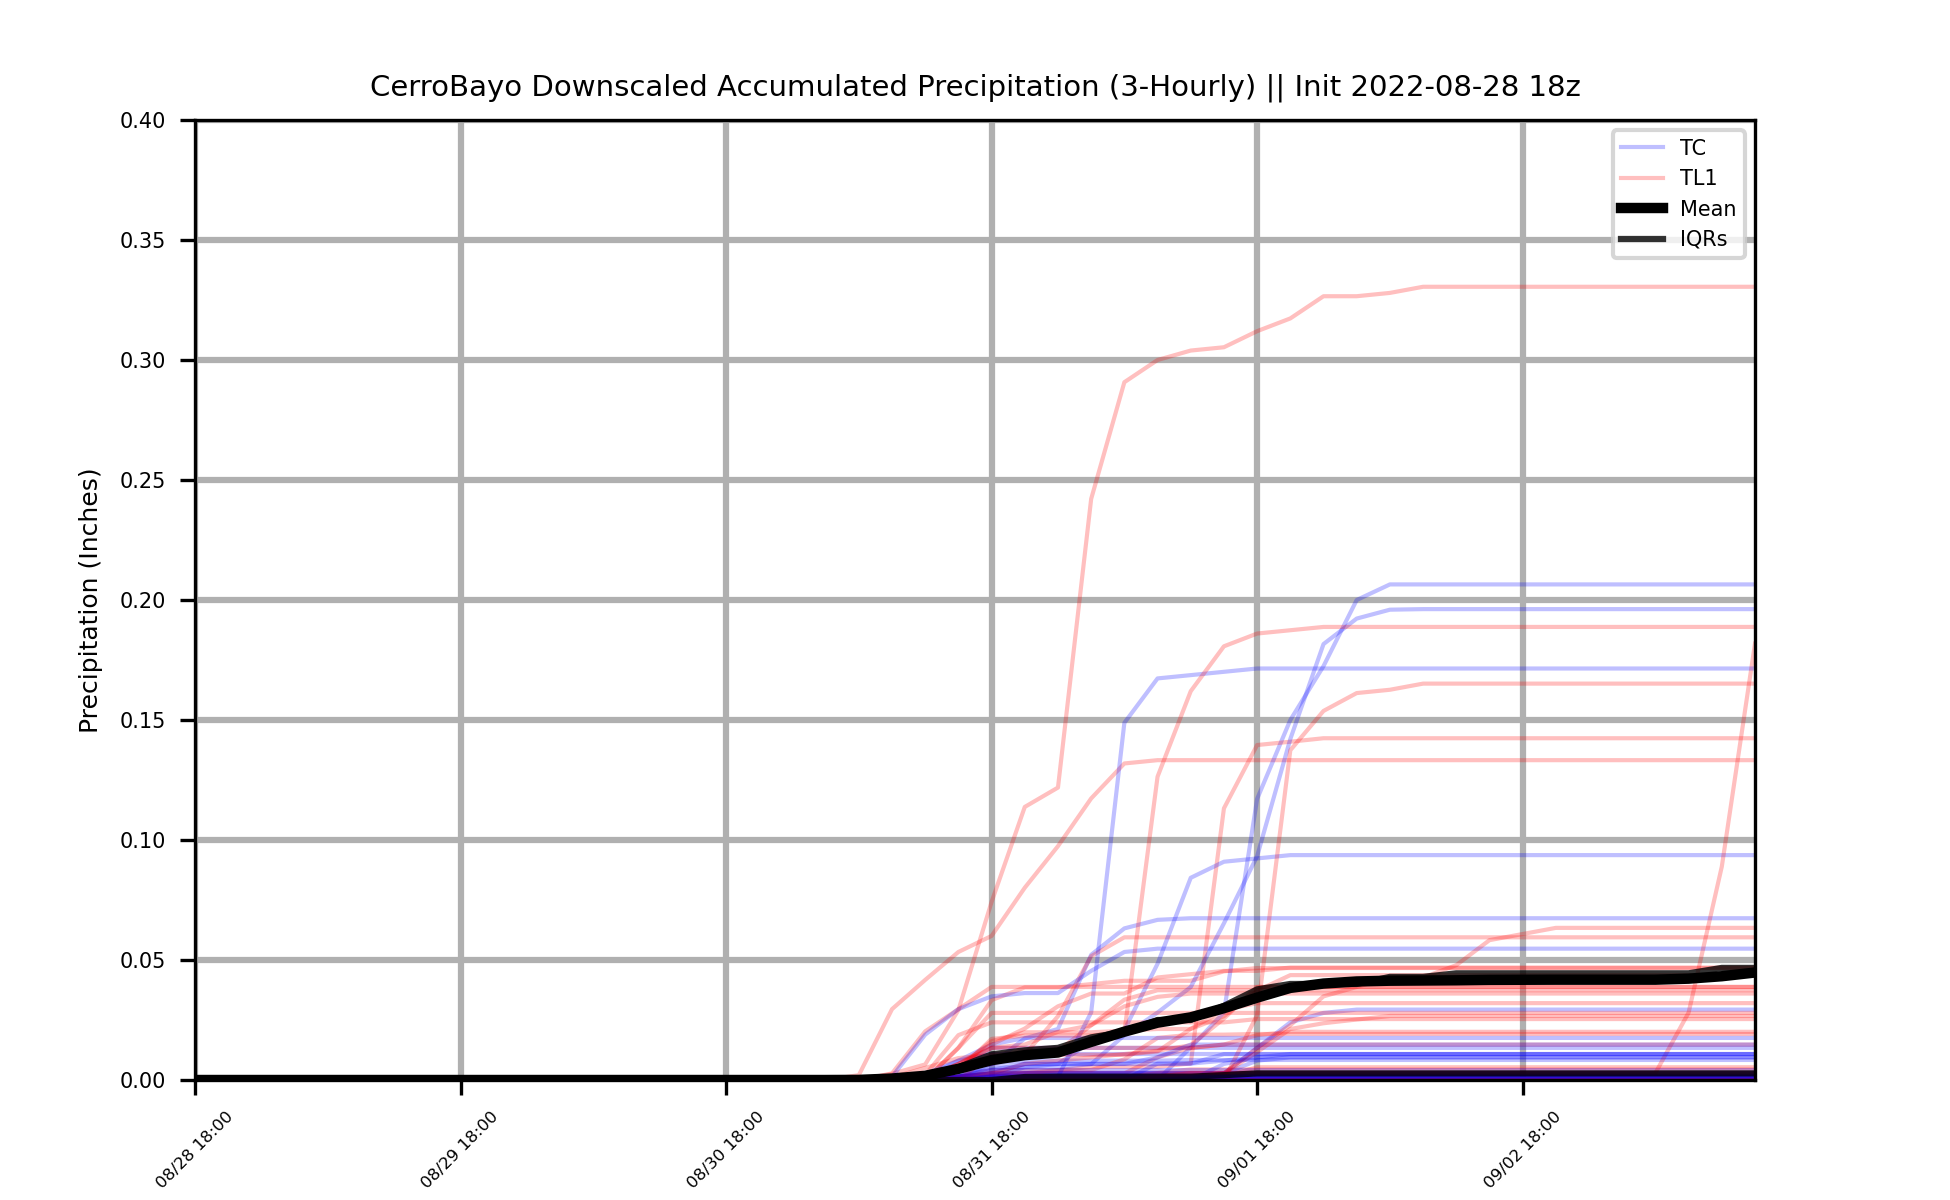 CerroBayo Downscaled Accumulated Precipitation (3-Hourly) || Init 2022-08-28 18z
0.40
0.35
0.30
0.25
0.20
0.15
0.10
0.05
0.00
Precipitation (Inches)
TC
TL1
Mean
IQRs
08/28 18:00
08/29 18:00
08/30 18:00
08/31 18:00
09/01 18:00
09/02 18:00